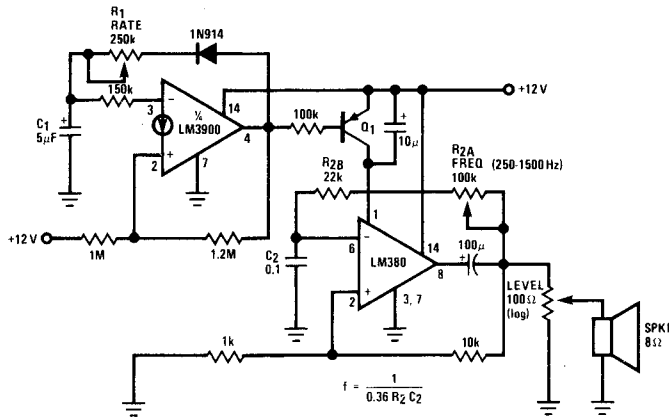 R1
RATE
250k
1N914
150k
3
−
14
¼
LM3900
4
2
+
7
C1
5μF
+
100k
Q1
+
10μ
+12 V
R2B
22k
R2A
FREQ (250-1500 Hz)
100k
+12 V
1M
1.2M
1
6
−
14
LM380
8
C2
0.1
2
+
3, 7
100μ
+
LEVEL
100Ω
(log)
SPKR
8Ω
1k
10k
f = 1
0.36 R2 C2